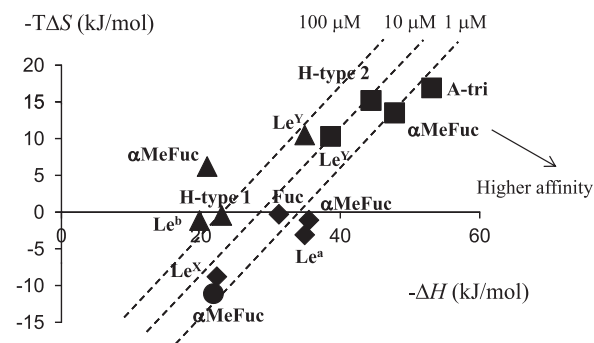 -TΔS (kJ/mol)
100 μM 10 μM 1 μM
20
15
10
5
0
-5
-10
-15
0
20
40
60
H-type 2
A-tri
Leʸ
Leʸ
αMeFuc
αMeFuc
Higher affinity
H-type 1
Fuc
αMeFuc
Leᵇ
Leᵃ
Leˣ
αMeFuc
-ΔH (kJ/mol)